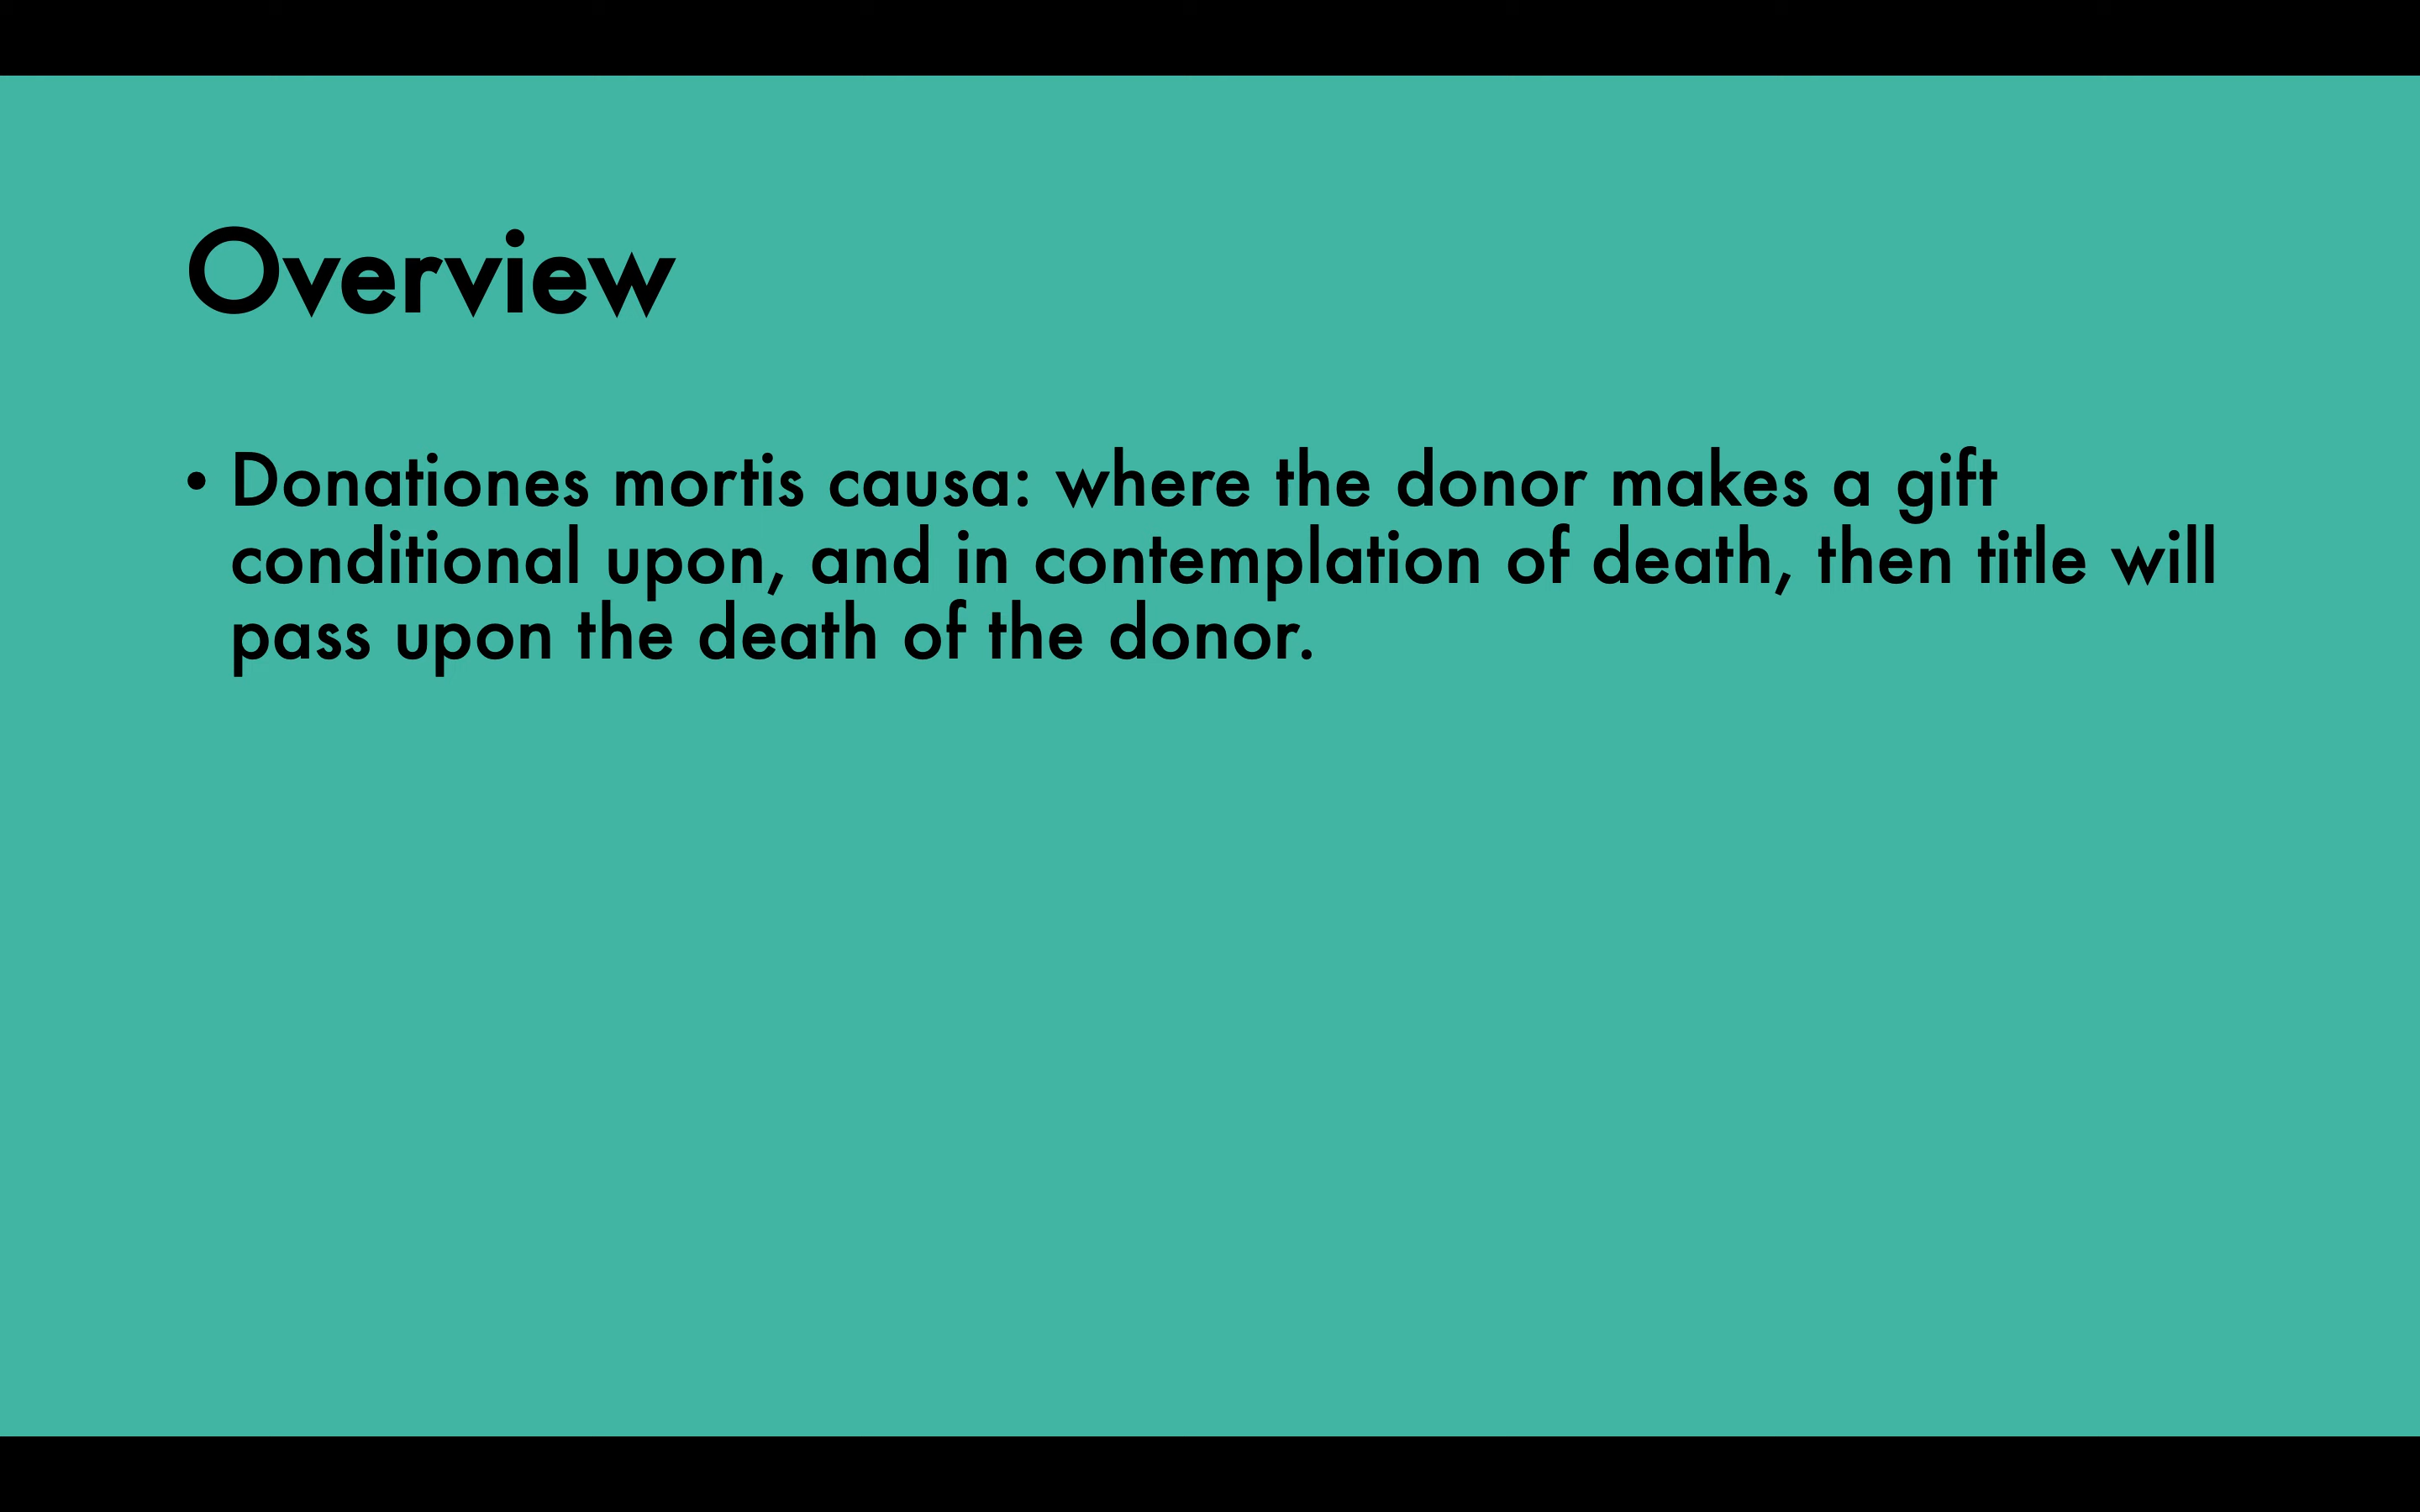 Overview
• Donationes mortis causa: where the donor makes a gift
conditional upon, and in contemplation of death, then title will
pass upon the death of the donor.